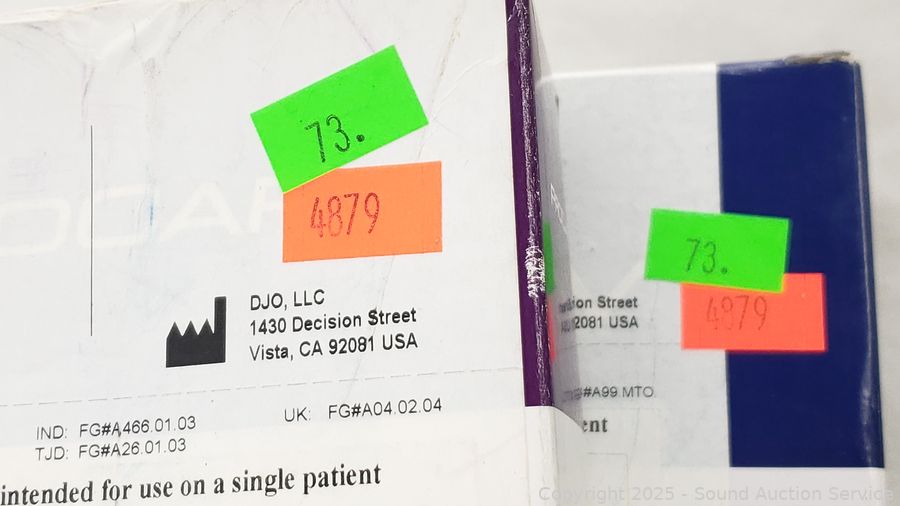 73.
4879
DJO, LLC
1430 Decision Street
Vista, CA 92081 USA
IND: FG#A466.01.03
TJD: FG#A26.01.03
UK: FG#A04.02.04
intended for use on a single patient
73.
4879
Street
2081 USA
#A99.MTO
ent
Copyright 2025 - Sound Auction Service